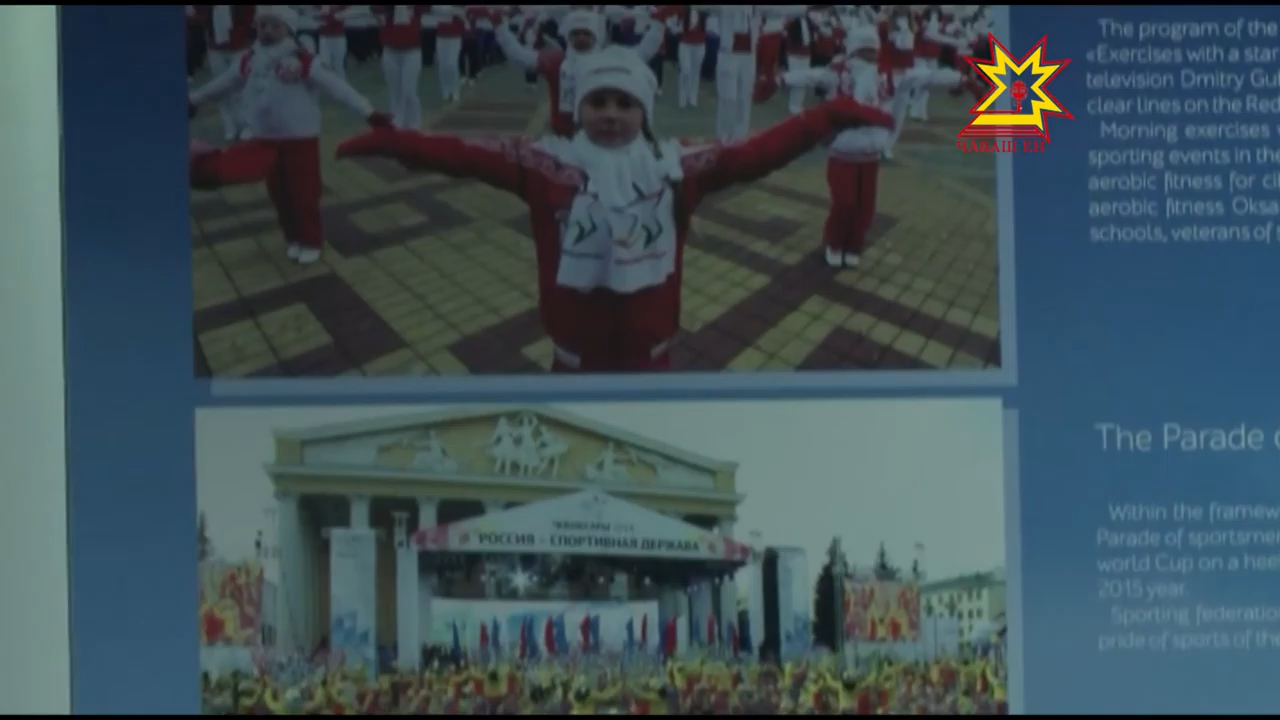 The program of the
«Exercises with a star
television Dmitry Gu
clear lines on the Red
Morning exercises
sporting events in the
aerobic fitness for
aerobic fitness Oksa
schools, veterans of
ЧĂВАШ ЕН
ЧЕБОКСАРЫ 2014
РОССИЯ - СПОРТИВНАЯ ДЕРЖАВА
The Parade
Within the framew
Parade of sportsme
world Cup on a
2015 year.
Sporting federatio
pride of sports of the